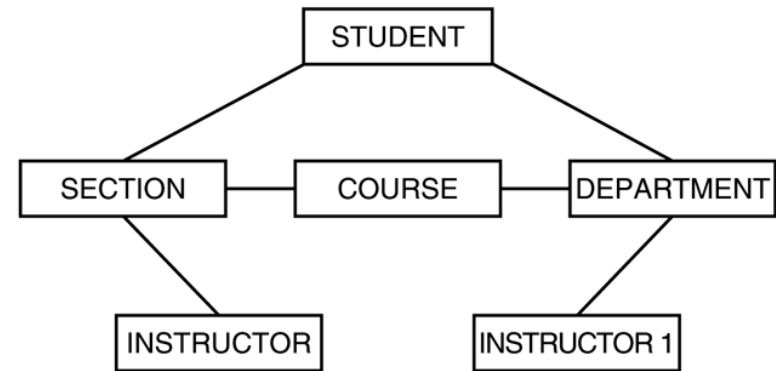 STUDENT
SECTION
COURSE
DEPARTMENT
INSTRUCTOR
INSTRUCTOR 1